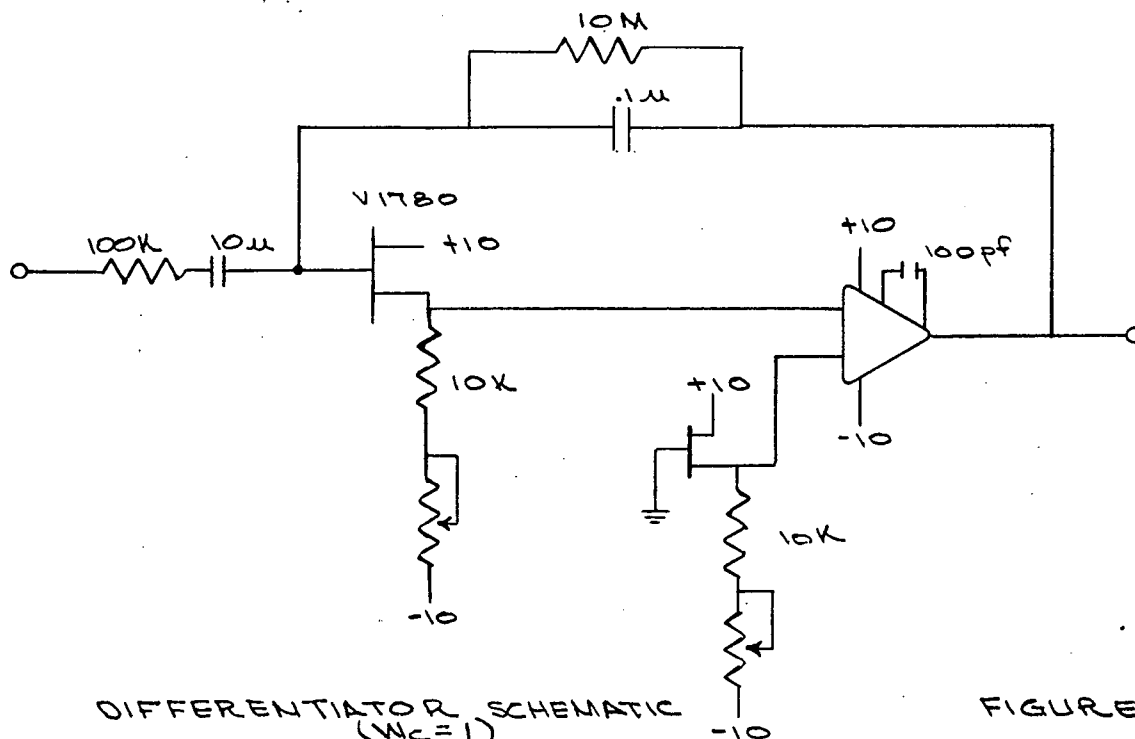 10M
.1μ
V1780
+10
100K
10μ
+10
100pf
10K
+10
-10
10K
-10
-10
DIFFERENTIATOR SCHEMATIC
(Wc=1)
FIGURE